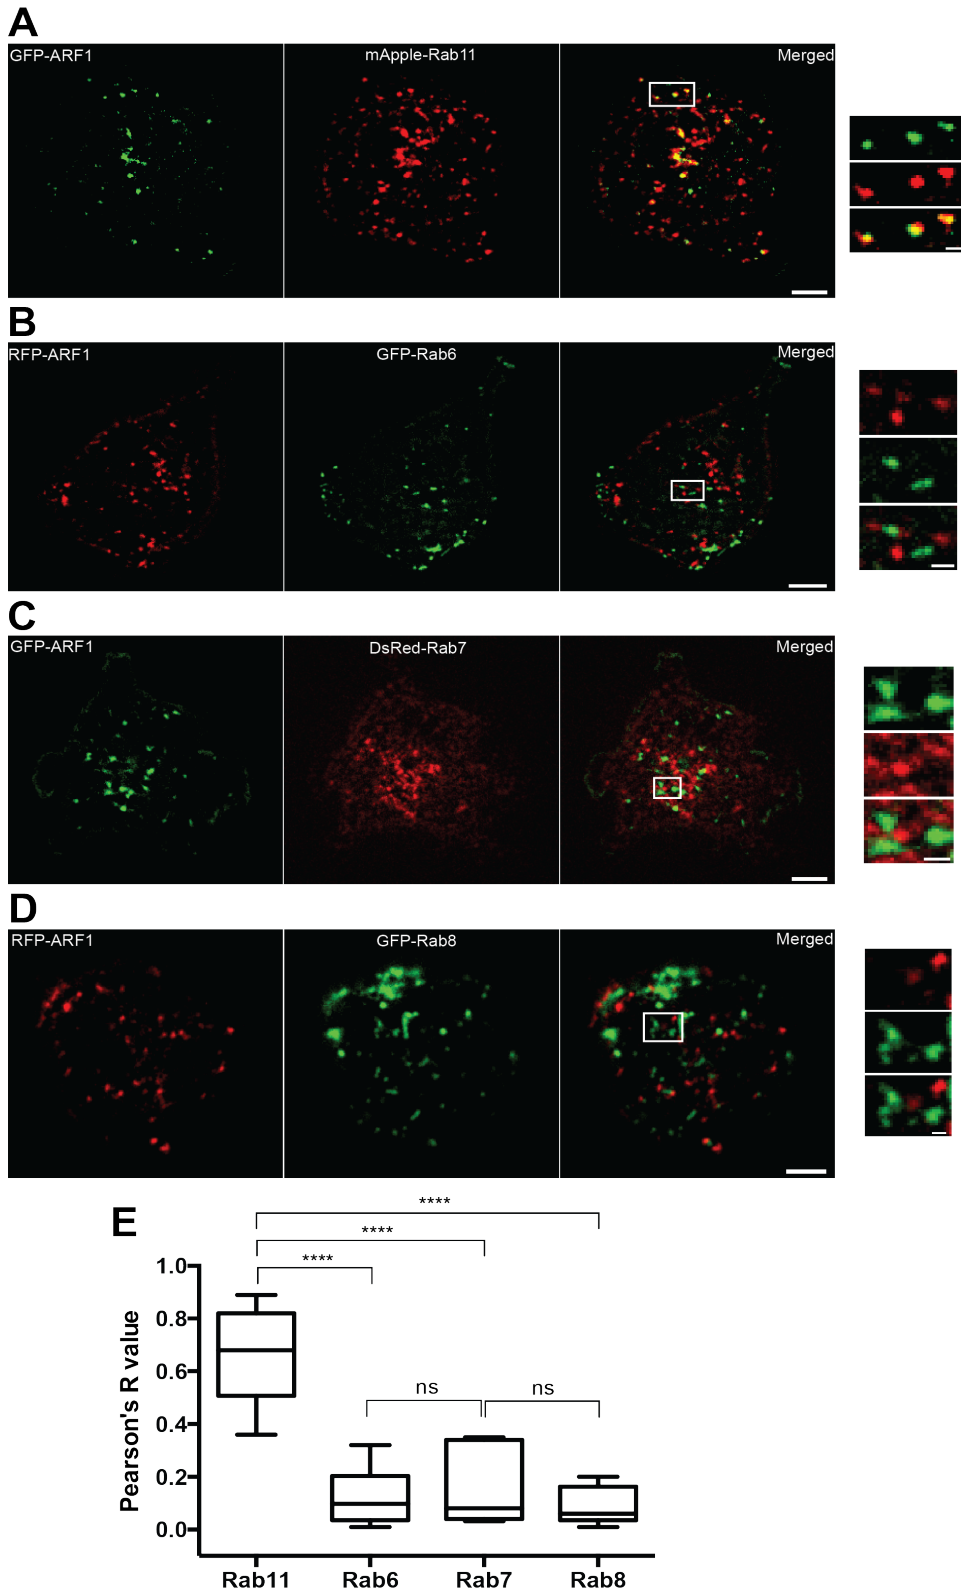 A
GFP-ARF1 mApple-Rab11 Merged
B
RFP-ARF1 GFP-Rab6 Merged
C
GFP-ARF1 DsRed-Rab7 Merged
D
RFP-ARF1 GFP-Rab8 Merged
E
****
****
****
1.0
0.8
0.6
0.4
0.2
0.0
Pearson's R value
ns ns
Rab11 Rab6 Rab7 Rab8